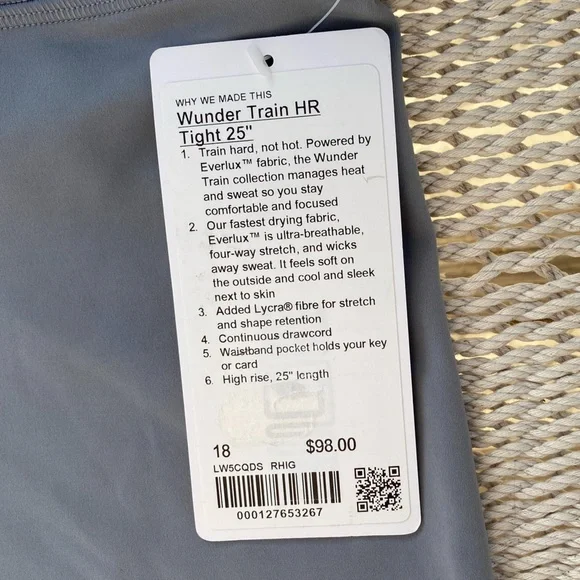 WHY WE MADE THIS
Wunder Train HR
Tight 25"
1. Train hard, not hot. Powered by
Everlux™ fabric, the Wunder
Train collection manages heat
and sweat so you stay
comfortable and focused
2. Our fastest drying fabric,
Everlux™ is ultra-breathable,
four-way stretch, and wicks
away sweat. It feels soft on
the outside and cool and sleek
next to skin
3. Added Lycra® fibre for stretch
and shape retention
4. Continuous drawcord
5. Waistband pocket holds your key
or card
6. High rise, 25" length
18 $98.00
LW5CQDS RHIG
000127653267